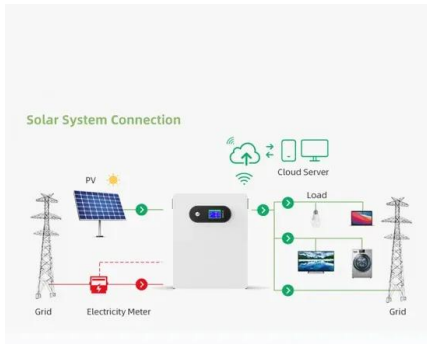 Solar System Connection
PV
Cloud Server
Load
Grid
Electricity Meter
Grid